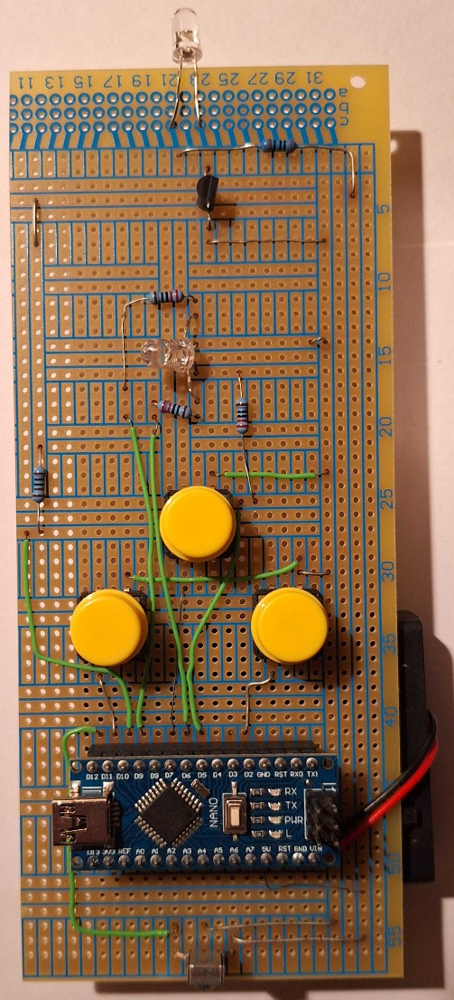 11 13 15 17 19 21 23 25 27 29 31
a
b
c
5
10
15
20
25
30
35
40
D12 D11 D10 D9 D8 D7 D6 D5 D4 D3 D2 GND RST RX0 TX1
NANO
RX
TX
PWR
L
D13 3V3 REF A0 A1 A2 A3 A4 A5 A6 A7 5V RST GND VIN
50
55